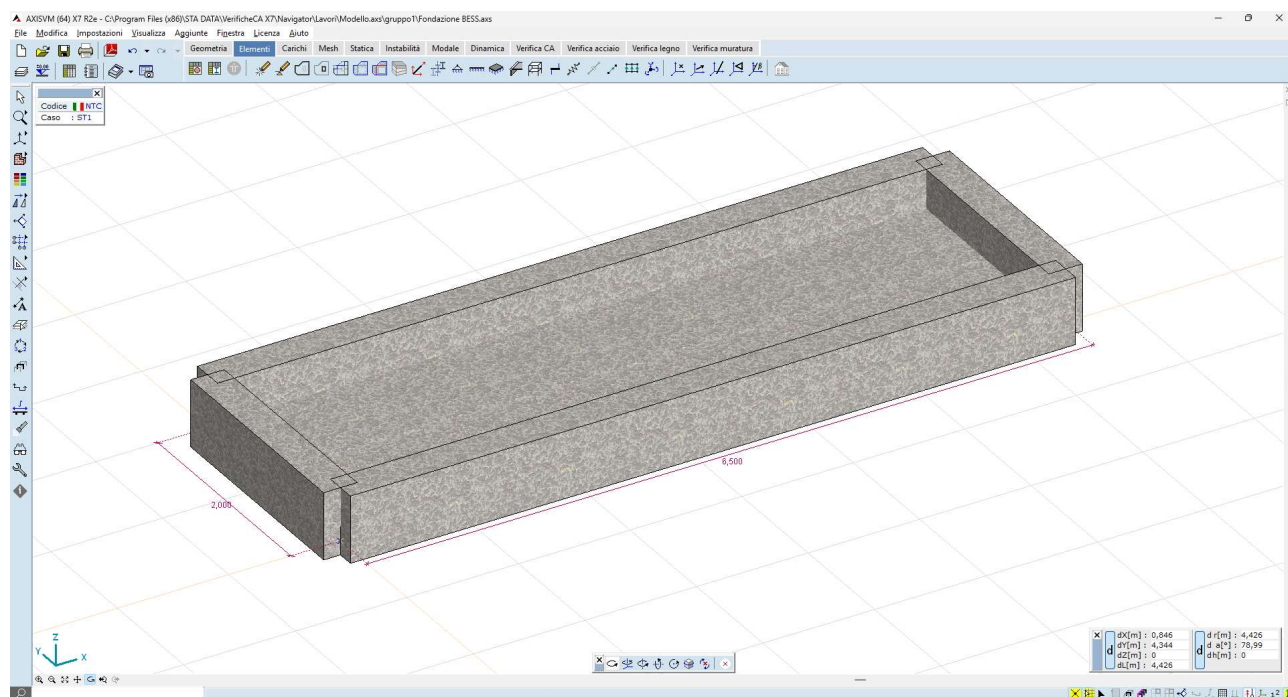 AXISVM (64) X7 R2e - C:\Program Files (x86)\STA DATA\VerificheCA X7\Navigator\Lavori\Modello.axs\gruppo1\Fondazione BESS.axs
File Modifica Impostazioni Visualizza Aggiunte Finestra Licenza Aiuto
Geometria Elementi Carichi Mesh Statica Instabilità Modale Dinamica Verifica CA Verifica acciaio Verifica legno Verifica muratura
Codice NTC
Caso : ST1
6,500
2,000
Z
Y
X
d
dX[m] : 0,846
dY[m] : 4,344
dZ[m] : 0
dL[m] : 4,426
d
d r[m] : 4,426
d a[°] : 78,99
dh[m] : 0